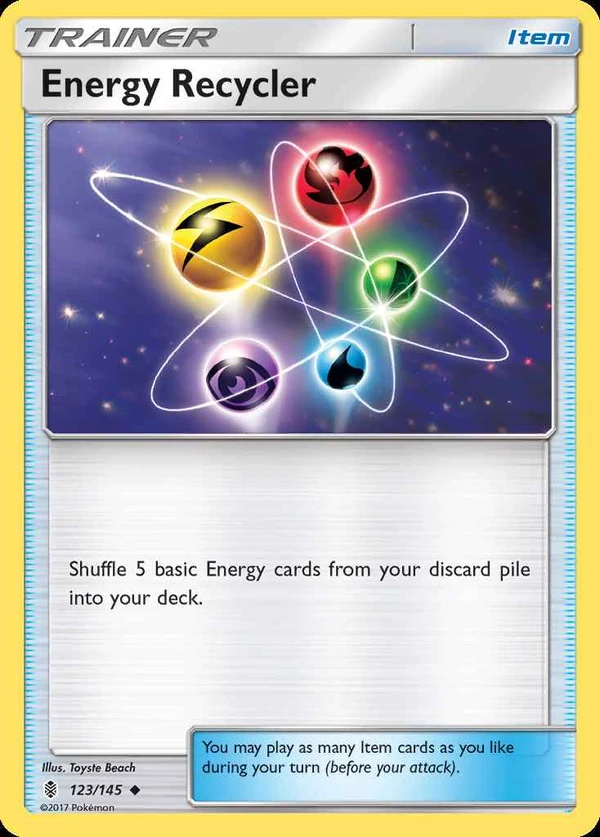 TRAINER
Item
Energy Recycler
Shuffle 5 basic Energy cards from your discard pile
into your deck.
You may play as many Item cards as you like
during your turn (before your attack).
Illus. Toyste Beach
123/145 ◆
©2017 Pokémon